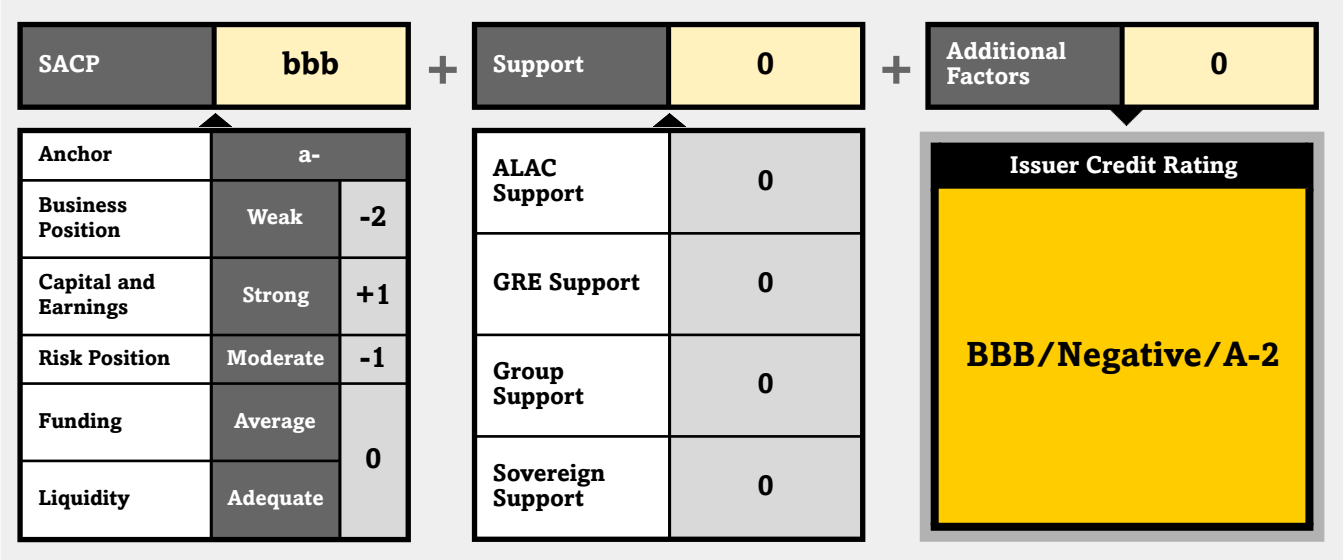 SACP bbb + Support 0 + Additional Factors 0
Anchor a-
Business Position Weak -2
Capital and Earnings Strong +1
Risk Position Moderate -1
Funding Average 0
Liquidity Adequate
ALAC Support 0
GRE Support 0
Group Support 0
Sovereign Support 0
Issuer Credit Rating
BBB/Negative/A-2